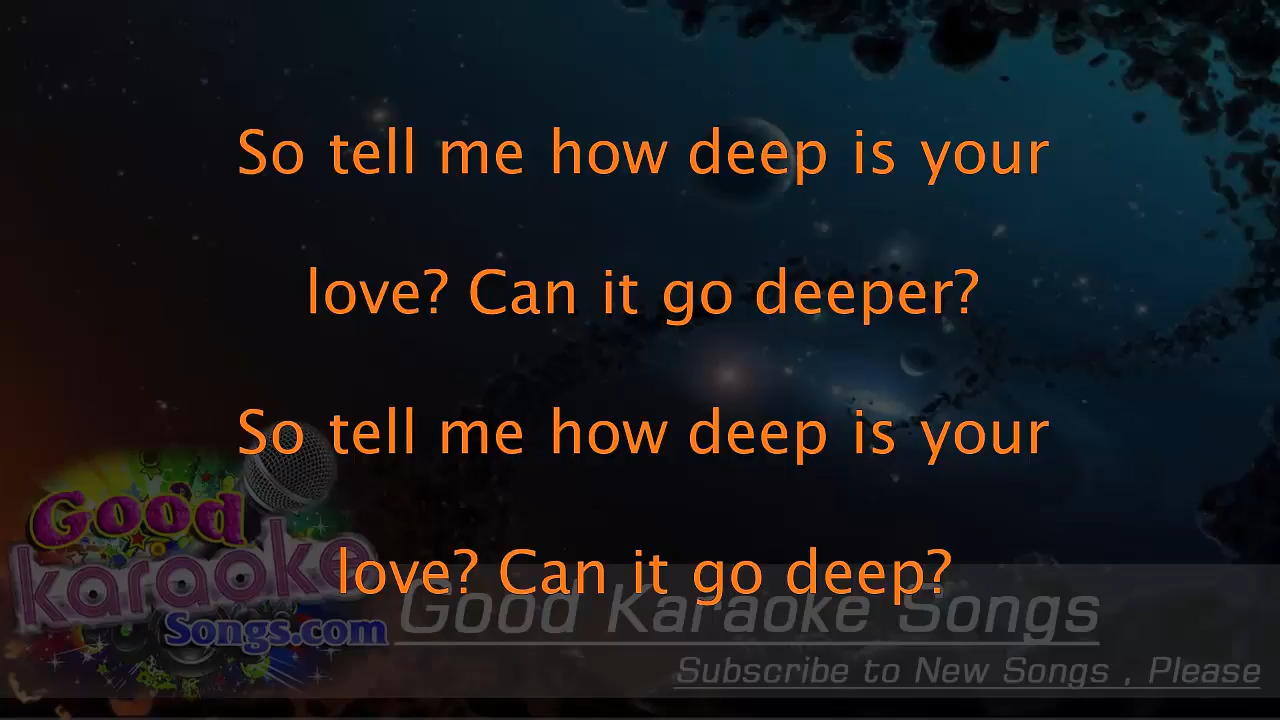 So tell me how deep is your
love? Can it go deeper?
So tell me how deep is your
love? Can it go deep?
Good
karaoke
Songs.com
Good Karaoke Songs
Subscribe to New Songs , Please